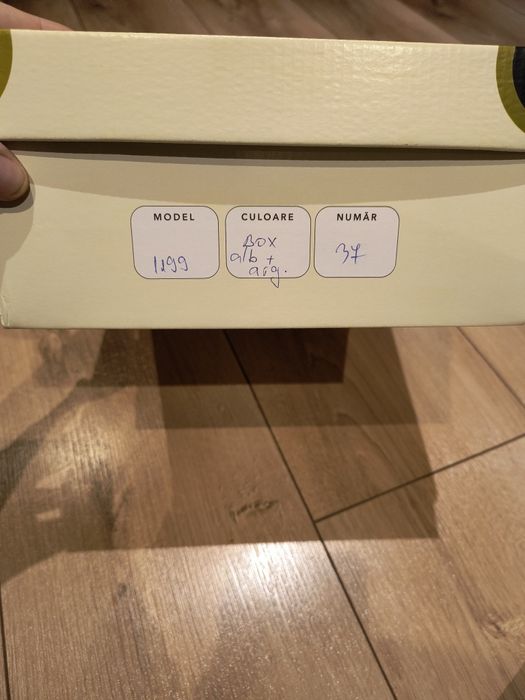 MODEL
1199
CULOARE
BOX
alb +
arg.
NUMĂR
37